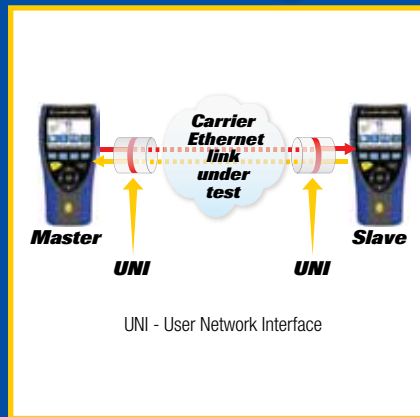 Carrier
Ethernet
link
under
test
Master
Slave
UNI
UNI
UNI - User Network Interface